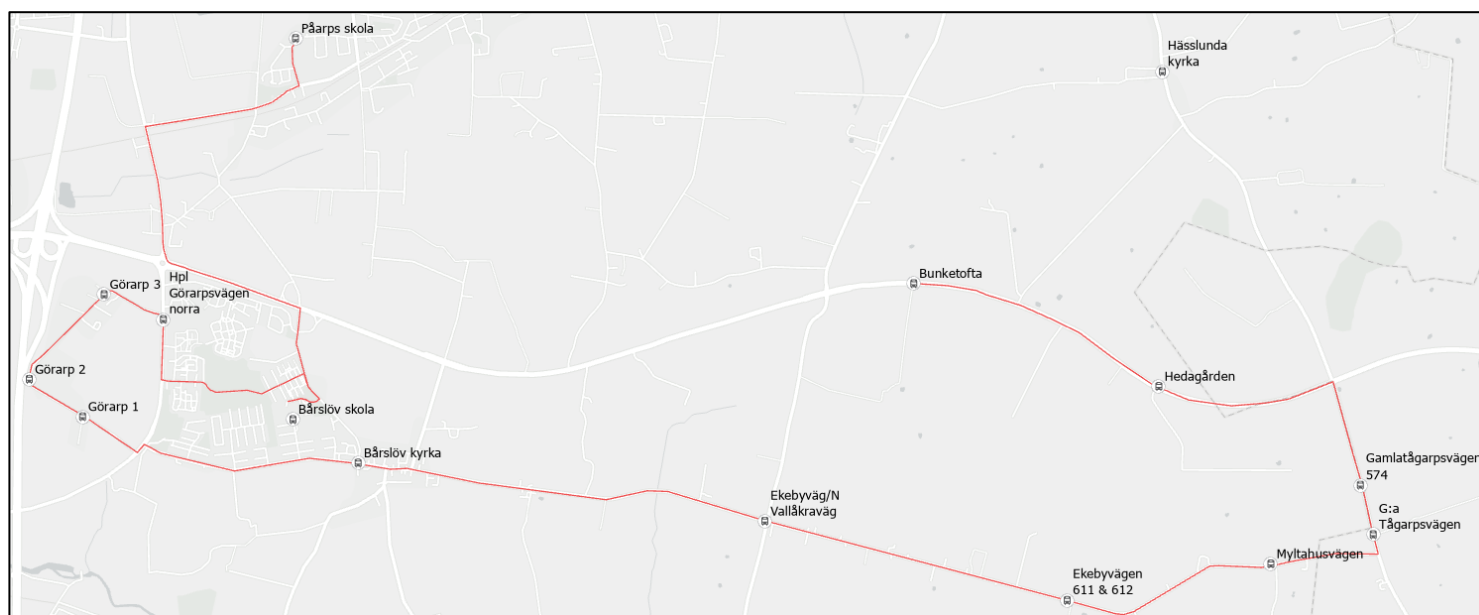 Påarps skola
Hässlunda
kyrka
Hpl
Görarpsvägen
norra
Görarp 3
Bunketofta
Görarp 2
Hedagården
Görarp 1
Bårslöv skola
Bårslöv kyrka
Gamlatågarpsvägen
574
Ekebyväg/N
Vallåkraväg
G:a
Tågarpsvägen
Myltahusvägen
Ekebyvägen
611 & 612